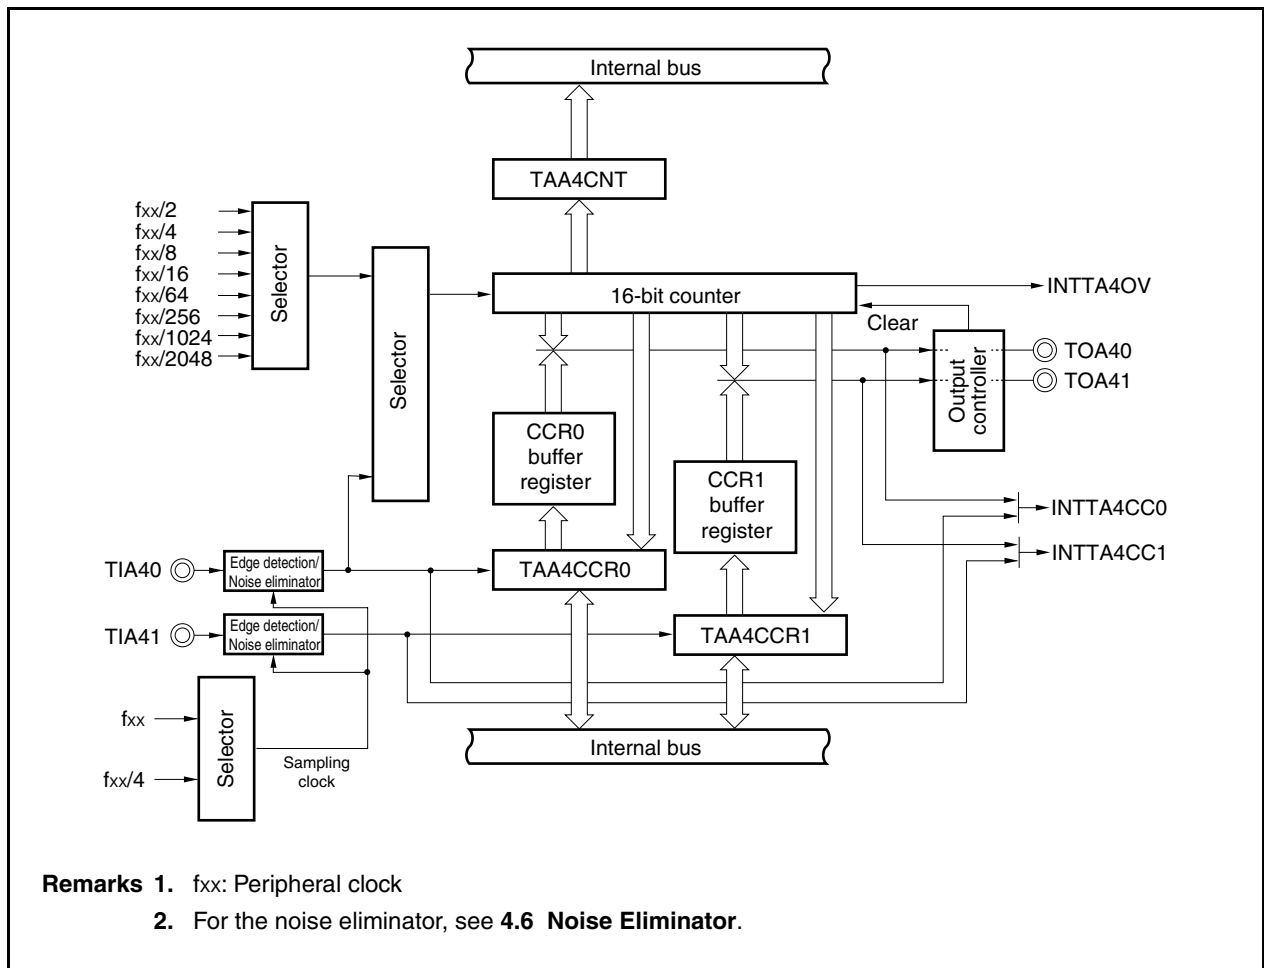 Internal bus
TAA4CNT
fxx/2
fxx/4
fxx/8
fxx/16
fxx/64
fxx/256
fxx/1024
fxx/2048
Selector
Selector
16-bit counter
INTTA4OV
Clear
TOA40
TOA41
Output
controller
CCR0
buffer
register
CCR1
buffer
register
INTTA4CC0
INTTA4CC1
TIA40
Edge detection/
Noise eliminator
TAA4CCR0
TIA41
Edge detection/
Noise eliminator
TAA4CCR1
fxx
fxx/4
Selector
Sampling
clock
Internal bus
Remarks 1. fxx: Peripheral clock
2. For the noise eliminator, see 4.6 Noise Eliminator.